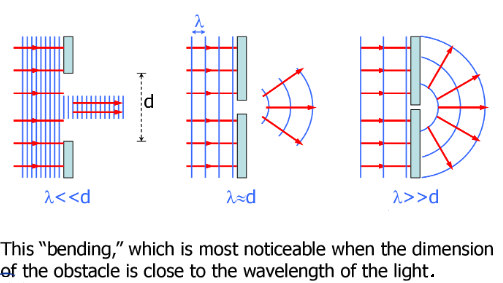 λ
d
λ<<d
λ≈d
λ>>d
This “bending,” which is most noticeable when the dimension
of the obstacle is close to the wavelength of the light.